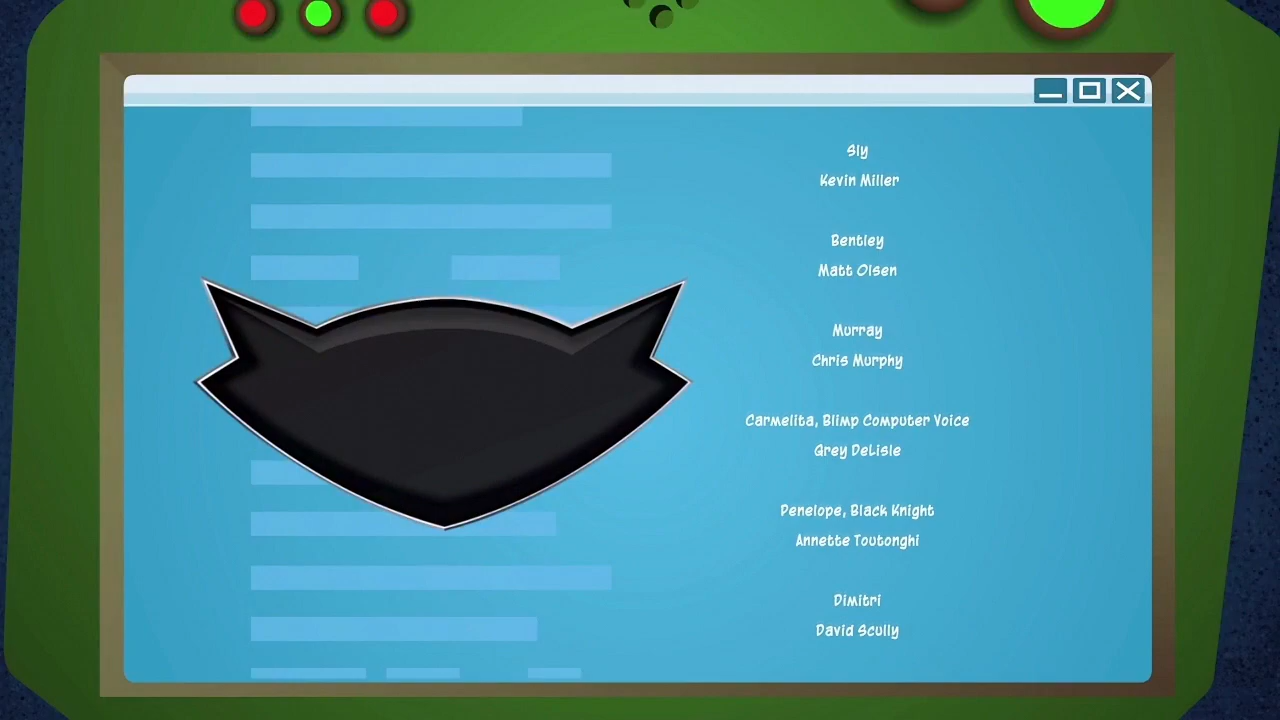 Sly
Kevin Miller
Bentley
Matt Olsen
Murray
Chris Murphy
Carmelita, Blimp Computer Voice
Grey DeLisle
Penelope, Black Knight
Annette Toutonghi
Dimitri
David Scully